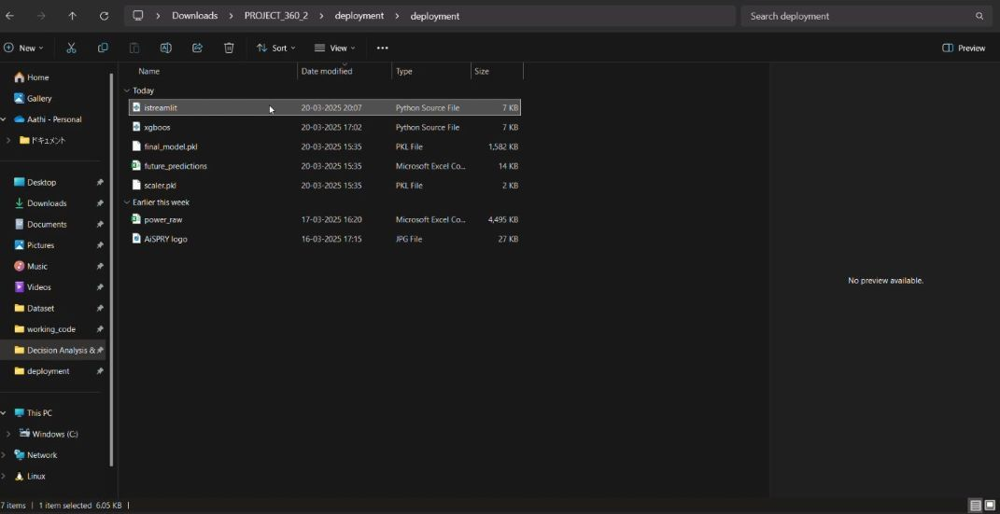 Downloads > PROJECT_360_2 > deployment > deployment
Search deployment
New
Sort
View
Preview
Home
Gallery
Aathi - Personal
ドキュメント
Desktop
Downloads
Documents
Pictures
Music
Videos
Dataset
working_code
Decision Analysis &
deployment
This PC
Windows (C:)
Network
Linux
Name Date modified Type Size
Today
istreamlit 20-03-2025 20:07 Python Source File 7 KB
xgboos 20-03-2025 17:02 Python Source File 7 KB
final_model.pkl 20-03-2025 15:35 PKL File 1,582 KB
future_predictions 20-03-2025 15:35 Microsoft Excel Co... 14 KB
scaler.pkl 20-03-2025 15:35 PKL File 2 KB
Earlier this week
power_raw 17-03-2025 16:20 Microsoft Excel Co... 4,495 KB
AiSPRY logo 16-03-2025 17:15 JPG File 27 KB
No preview available.
7 items | 1 item selected 6.05 KB |